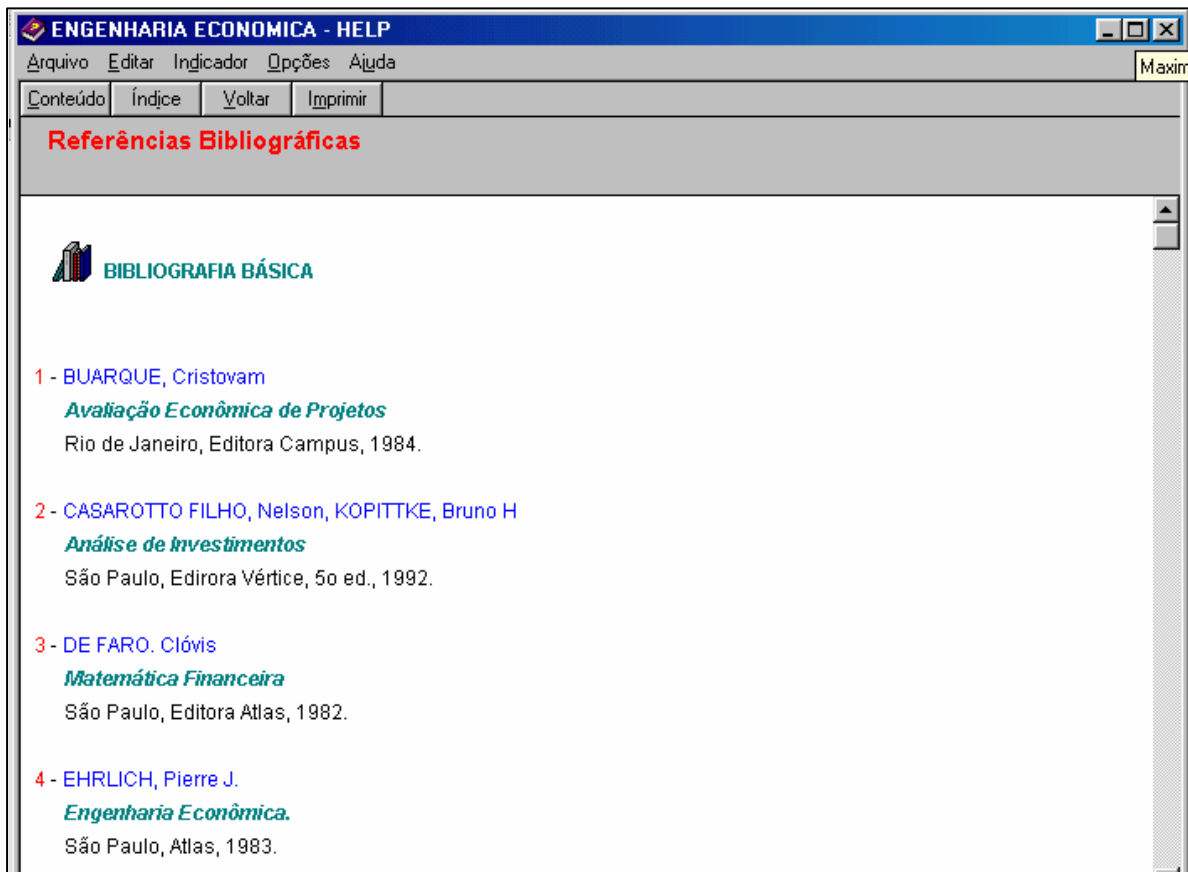 ENGENHARIA ECONOMICA - HELP
Arquivo Editar Indicador Opções Ajuda
Maxim
Conteúdo Índice Voltar Imprimir
Referências Bibliográficas
BIBLIOGRAFIA BÁSICA
1 - BUARQUE, Cristovam
Avaliação Econômica de Projetos
Rio de Janeiro, Editora Campus, 1984.
2 - CASAROTTO FILHO, Nelson, KOPITTKE, Bruno H
Análise de Investimentos
São Paulo, Edirora Vértice, 5o ed., 1992.
3 - DE FARO. Clóvis
Matemática Financeira
São Paulo, Editora Atlas, 1982.
4 - EHRLICH, Pierre J.
Engenharia Econômica.
São Paulo, Atlas, 1983.